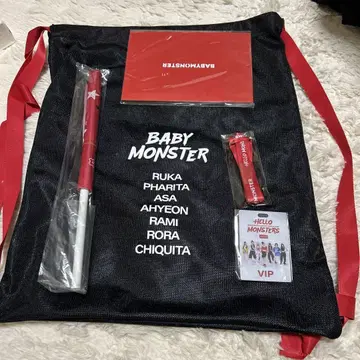 BABYMONSTER
BABY
MONSTER
RUKA
PHARITA
ASA
AHYEON
RAMI
RORA
CHIQUITA
HELLO
MONSTERS
VIP